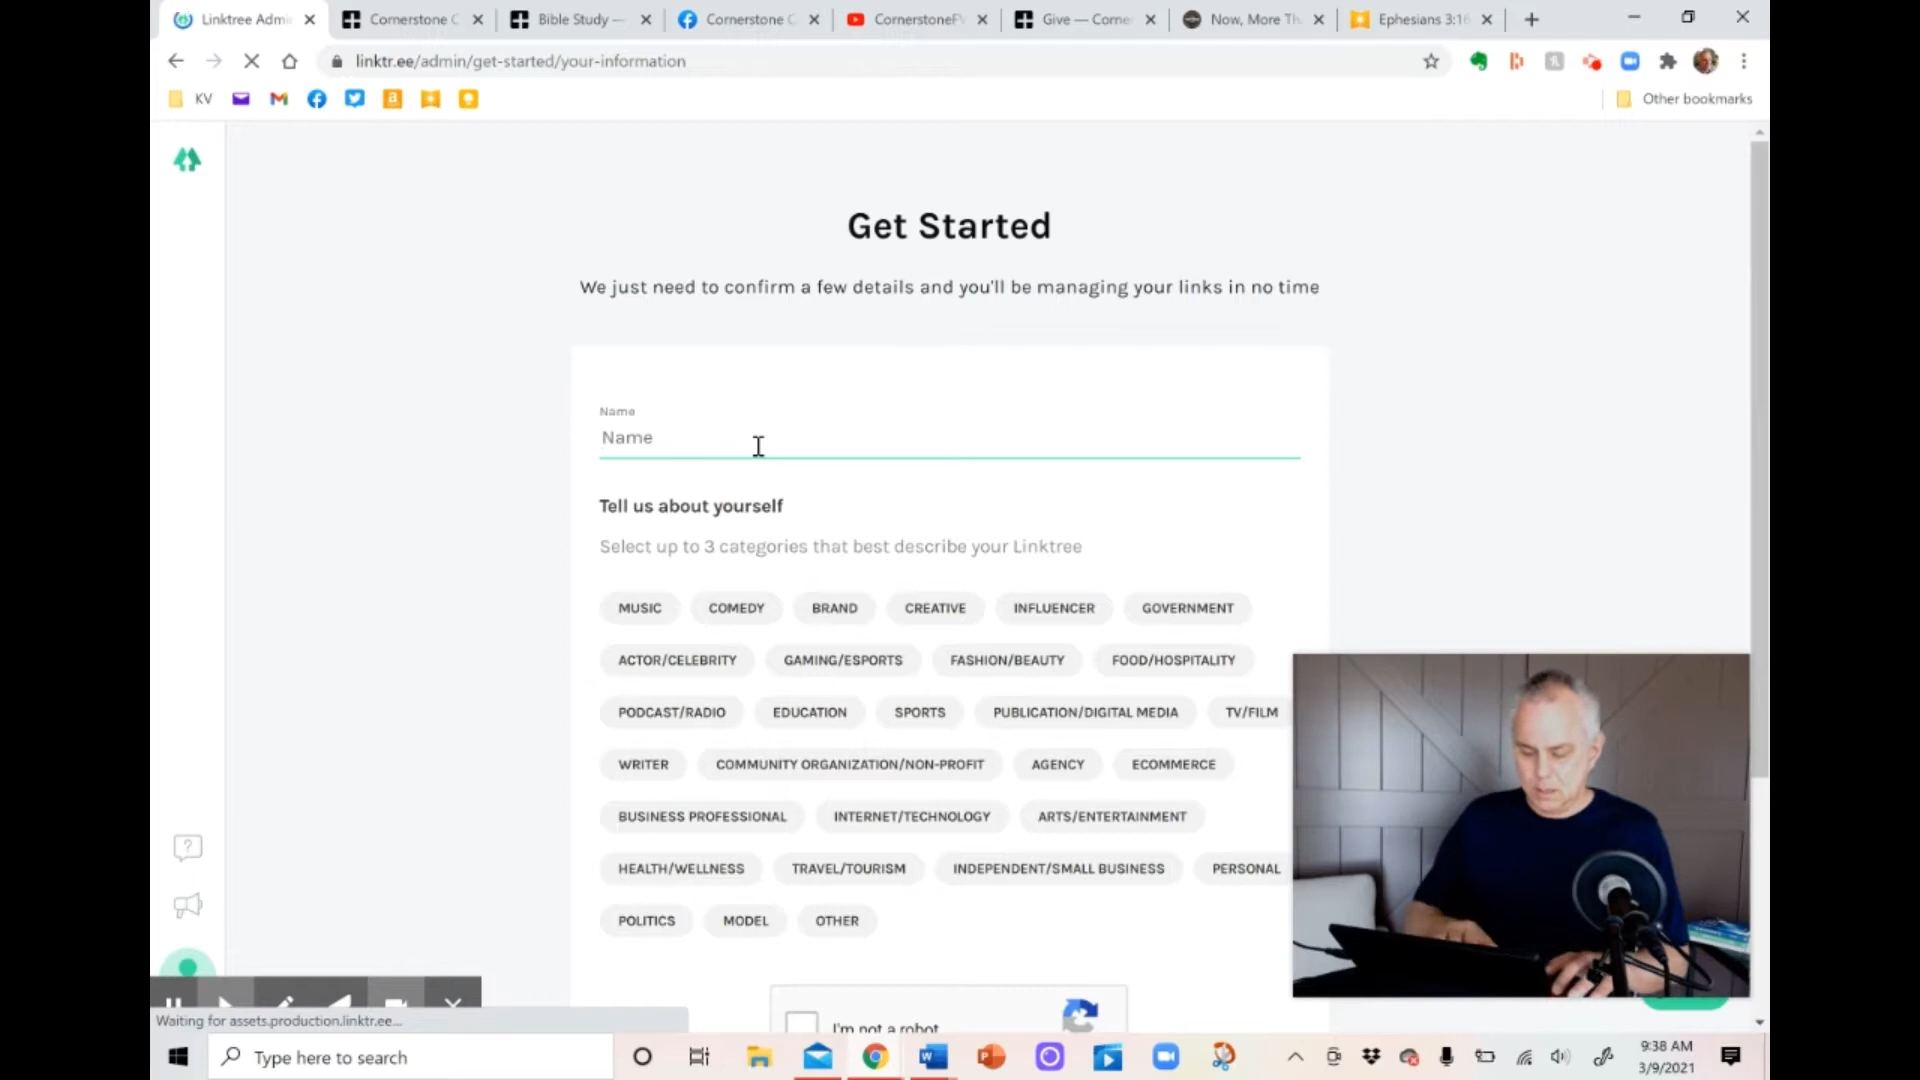 Linktree Admi
Cornerstone C
Bible Study —
Cornerstone C
CornerstoneFV
Give — Corne
Now, More Th
Ephesians 3:16
linktr.ee/admin/get-started/your-information
KV
Other bookmarks
Get Started
We just need to confirm a few details and you'll be managing your links in no time
Name
Name
Tell us about yourself
Select up to 3 categories that best describe your Linktree
MUSIC COMEDY BRAND CREATIVE INFLUENCER GOVERNMENT
ACTOR/CELEBRITY GAMING/ESPORTS FASHION/BEAUTY FOOD/HOSPITALITY
PODCAST/RADIO EDUCATION SPORTS PUBLICATION/DIGITAL MEDIA TV/FILM
WRITER COMMUNITY ORGANIZATION/NON-PROFIT AGENCY ECOMMERCE
BUSINESS PROFESSIONAL INTERNET/TECHNOLOGY ARTS/ENTERTAINMENT
HEALTH/WELLNESS TRAVEL/TOURISM INDEPENDENT/SMALL BUSINESS PERSONAL
POLITICS MODEL OTHER
I'm not a robot
Waiting for assets.production.linktr.ee...
Type here to search
9:38 AM
3/9/2021